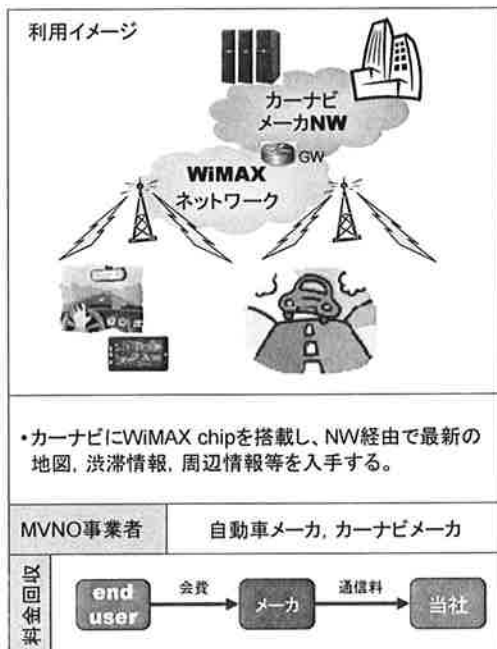 利用イメージ
カーナビ
メーカNW
GW
WiMAX
ネットワーク
・カーナビにWiMAX chipを搭載し、NW経由で最新の
地図, 渋滞情報, 周辺情報等を入手する。
MVNO事業者
自動車メーカ, カーナビメーカ
料金回収
end
user
会費
メーカ
通信料
当社